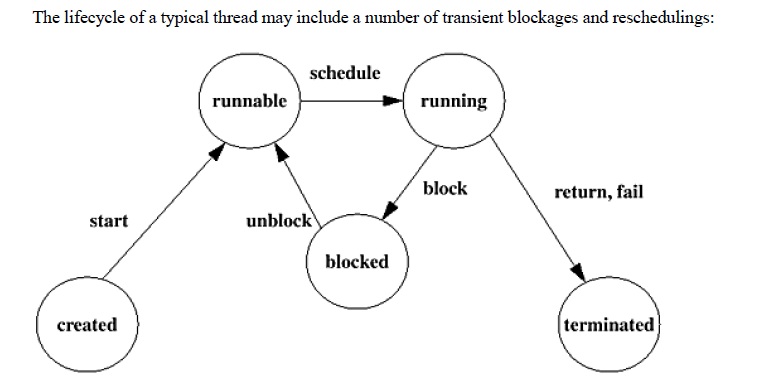 The lifecycle of a typical thread may include a number of transient blockages and reschedulings:
schedule
runnable
running
block
return, fail
start
unblock
blocked
created
terminated